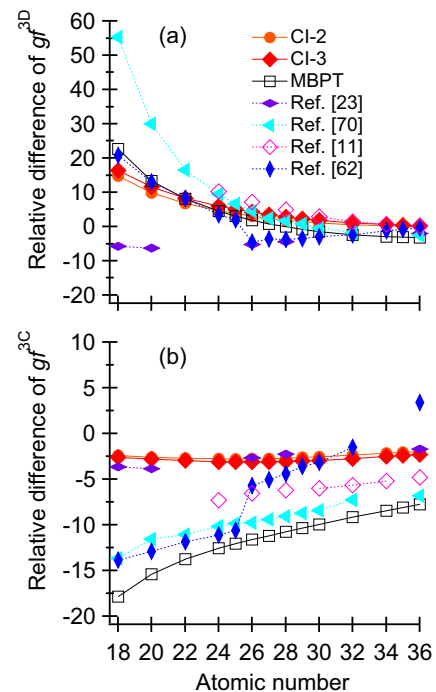 Relative difference of gf³ᴰ
60
50
40
30
20
10
0
-10
-20
(a)
CI-2
CI-3
MBPT
Ref. [23]
Ref. [70]
Ref. [11]
Ref. [62]
Relative difference of gf³ᶜ
10
5
0
-5
-10
-15
-20
(b)
18 20 22 24 26 28 30 32 34 36
Atomic number